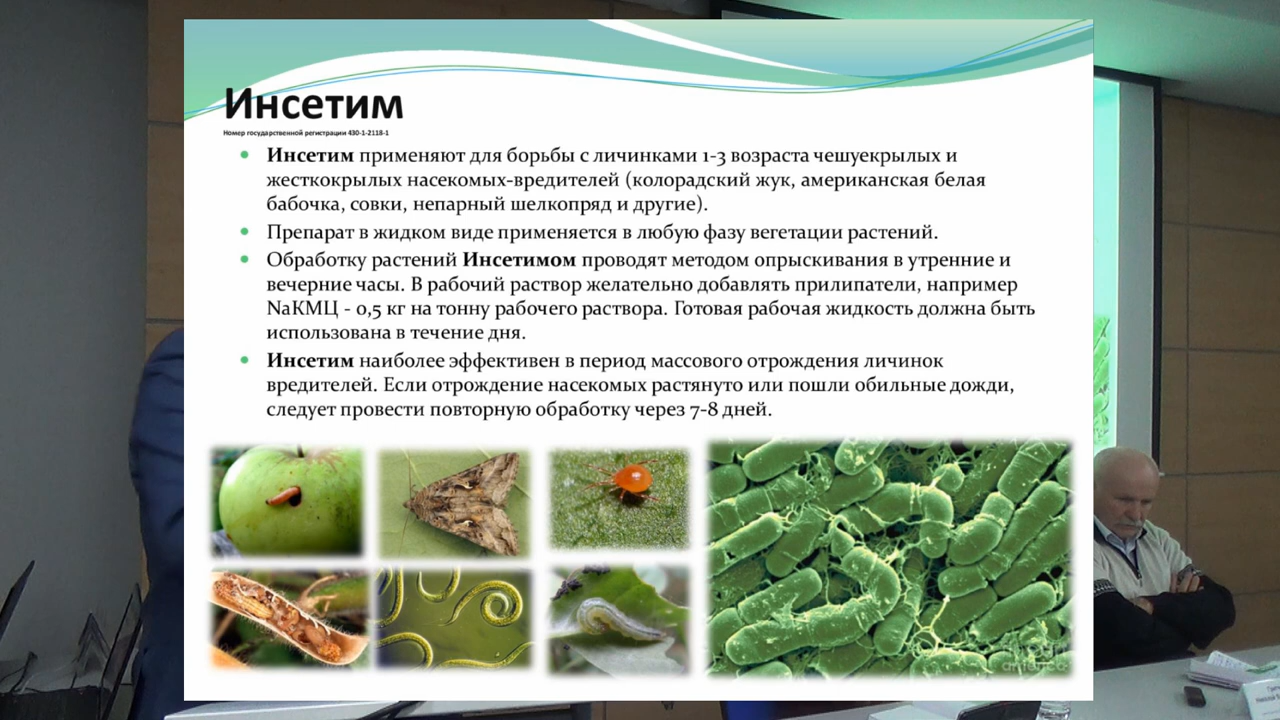 Инсетим
Номер государственной регистрации 430-1-2118-1
Инсетим применяют для борьбы с личинками 1-3 возраста чешуекрылых и
жесткокрылых насекомых-вредителей (колорадский жук, американская белая
бабочка, совки, непарный шелкопряд и другие).
Препарат в жидком виде применяется в любую фазу вегетации растений.
Обработку растений Инсетимом проводят методом опрыскивания в утренние и
вечерние часы. В рабочий раствор желательно добавлять прилипатели, например
NaКМЦ - 0,5 кг на тонну рабочего раствора. Готовая рабочая жидкость должна быть
использована в течение дня.
Инсетим наиболее эффективен в период массового отрождения личинок
вредителей. Если отрождение насекомых растянуто или пошли обильные дожди,
следует провести повторную обработку через 7-8 дней.